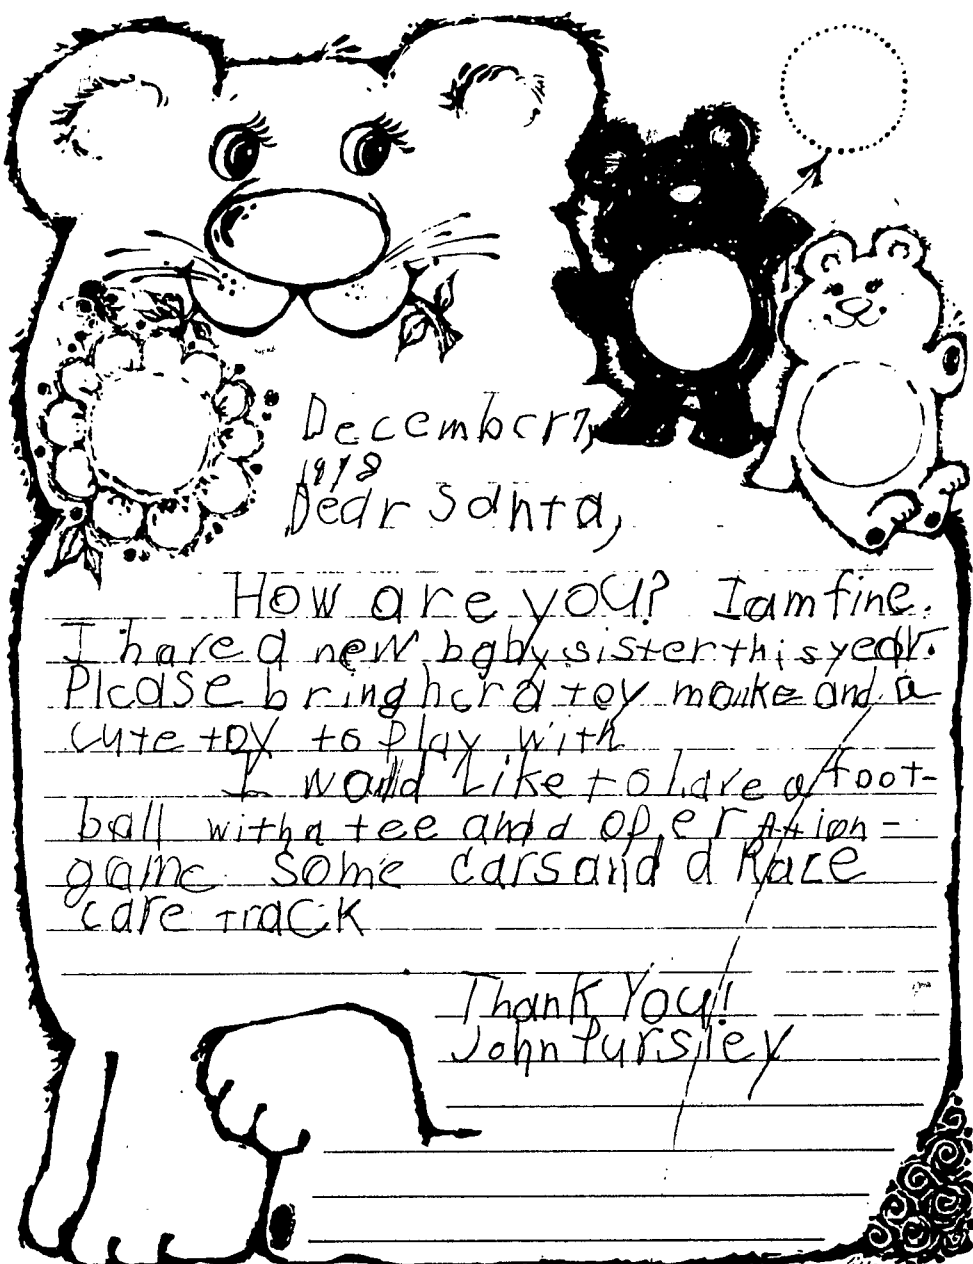 December 7,
1978
Dear Santa,
How are you? I am fine.
I have a new baby sister this year.
Please bring her a toy make and a
cute toy to play with
I would like to have a foot-
ball with a tee and a operation-
game some cars and a Race
care Track
Thank You!!
John Pursley